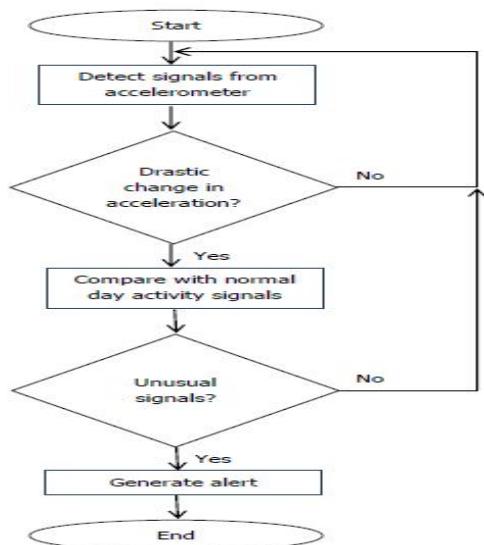 Start
Detect signals from
accelerometer
Drastic
change in
acceleration?
No
Yes
Compare with normal
day activity signals
Unusual
signals?
No
Yes
Generate alert
End